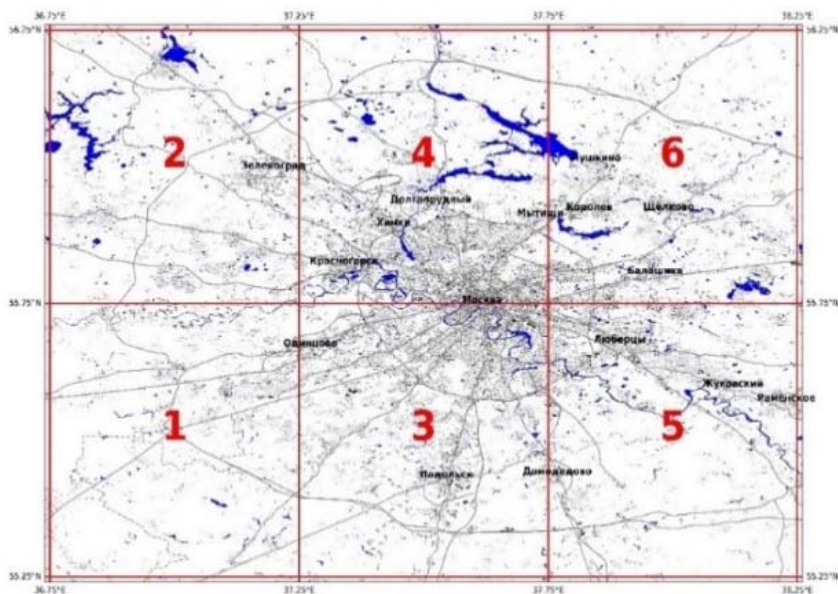 36.75°E 37.25°E 37.75°E 38.25°E
56.25°N 56.25°N
2 4 6
Пушкино
Зеленоград
Долгопрудный
Мытищи Королев Щёлково
Химки
Красногорск
Балашиха
Москва
55.75°N 55.75°N
Одинцово
Люберцы
Жуковский
Раменское
1 3 5
Подольск Домодедово
55.25°N 55.25°N
36.75°E 37.25°E 37.75°E 38.25°E